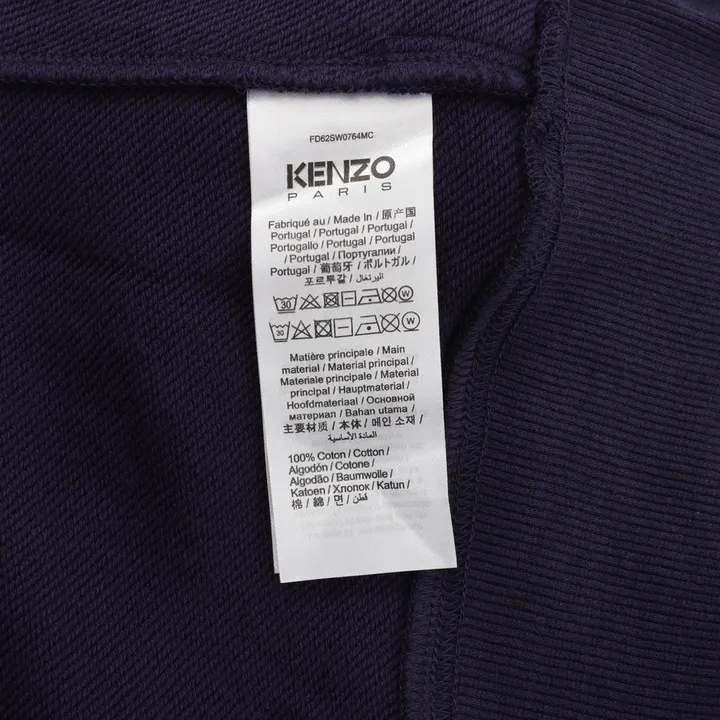 FD62SW0764MC
KENZO
PARIS
Fabriqué au / Made In / 原产国
Portugal / Portugal / Portugal /
Portogallo / Portugal / Portugal
/ Portugal / Португалии /
Portugal / 葡萄牙 / ポルトガル /
포르투갈 / البرتغال
30 W
30 W
Matière principale / Main
material / Material principal /
Materiale principale / Material
principal / Hauptmaterial /
Hoofdmateriaal / Основной
материал / Bahan utama /
主要材质 / 本体 / 메인 소재 /
المادة الأساسية
100% Coton / Cotton /
Algodón / Cotone /
Algodão / Baumwolle /
Katoen / Хлопок / Katun /
棉 / 綿 / 면 / قطن